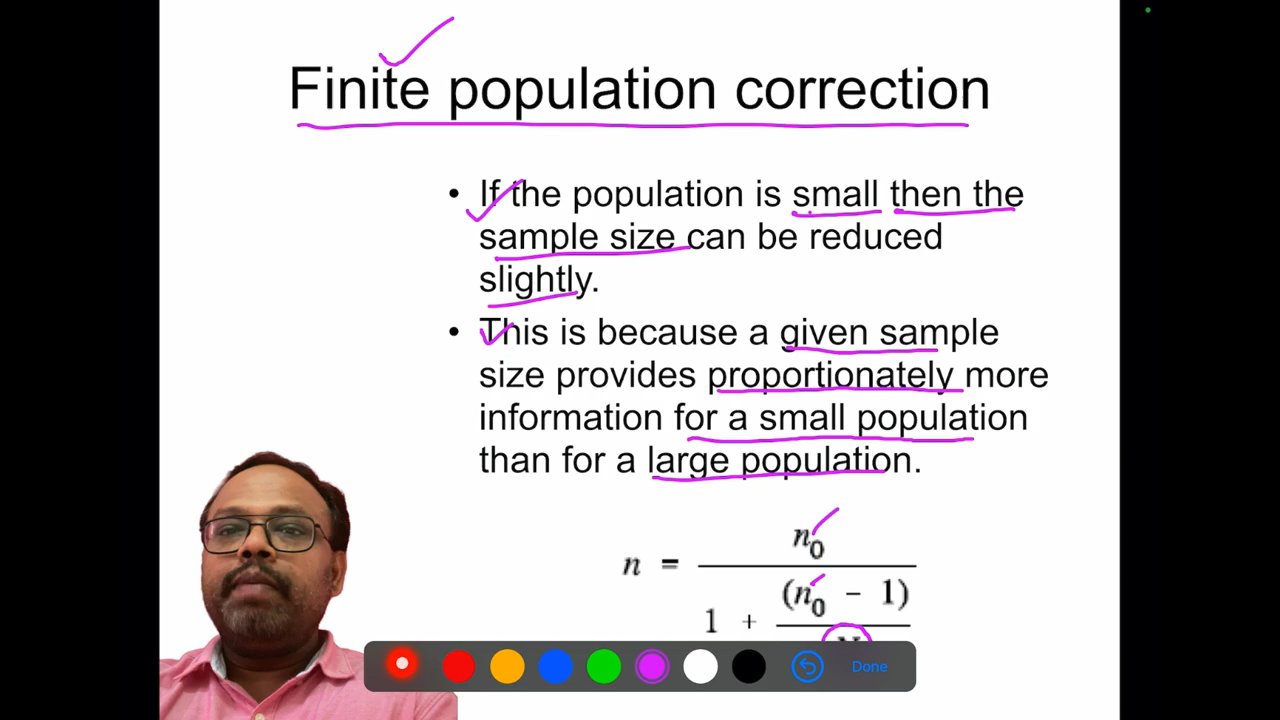 Finite population correction
• If the population is small then the
sample size can be reduced
slightly.
• This is because a given sample
size provides proportionately more
information for a small population
than for a large population.
n = n₀
(n₀ − 1)
1 +
Done